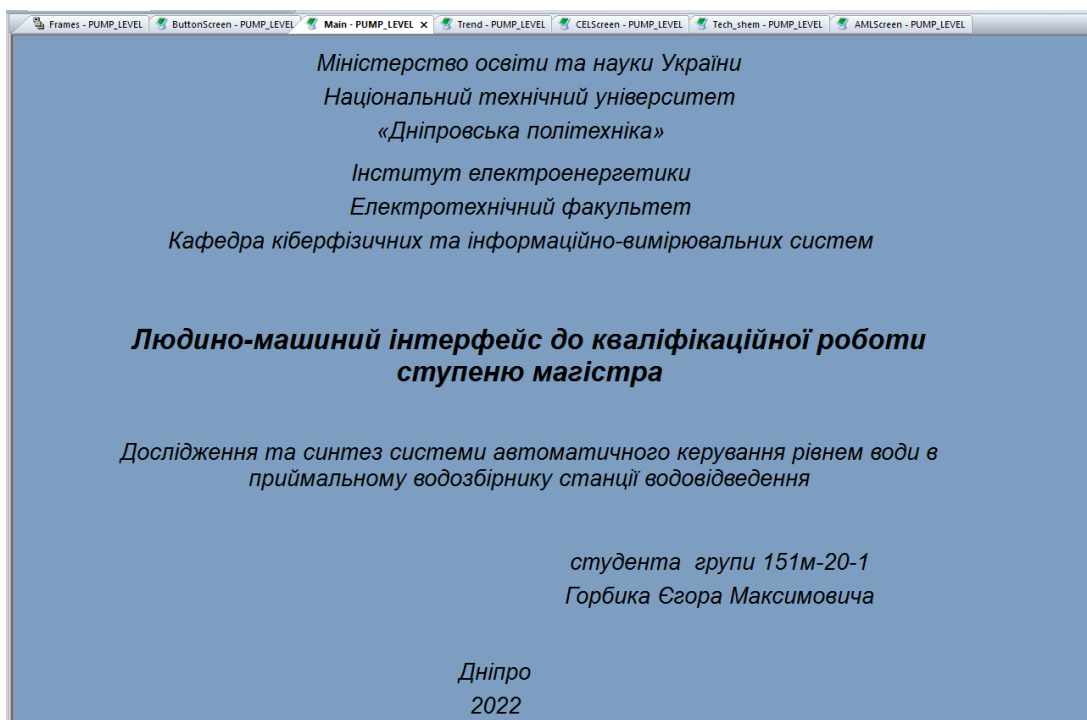 Frames - PUMP_LEVEL ButtonScreen - PUMP_LEVEL Main - PUMP_LEVEL X Trend - PUMP_LEVEL CELScreen - PUMP_LEVEL Tech_shem - PUMP_LEVEL AMLScreen - PUMP_LEVEL
Міністерство освіти та науки України
Національний технічний університет
«Дніпровська політехніка»
Інститут електроенергетики
Електротехнічний факультет
Кафедра кіберфізичних та інформаційно-вимірювальних систем
Людино-машиний інтерфейс до кваліфікаційної роботи
ступеню магістра
Дослідження та синтез системи автоматичного керування рівнем води в
приймальному водозбірнику станції водовідведення
студента групи 151м-20-1
Горбика Єгора Максимовича
Дніпро
2022